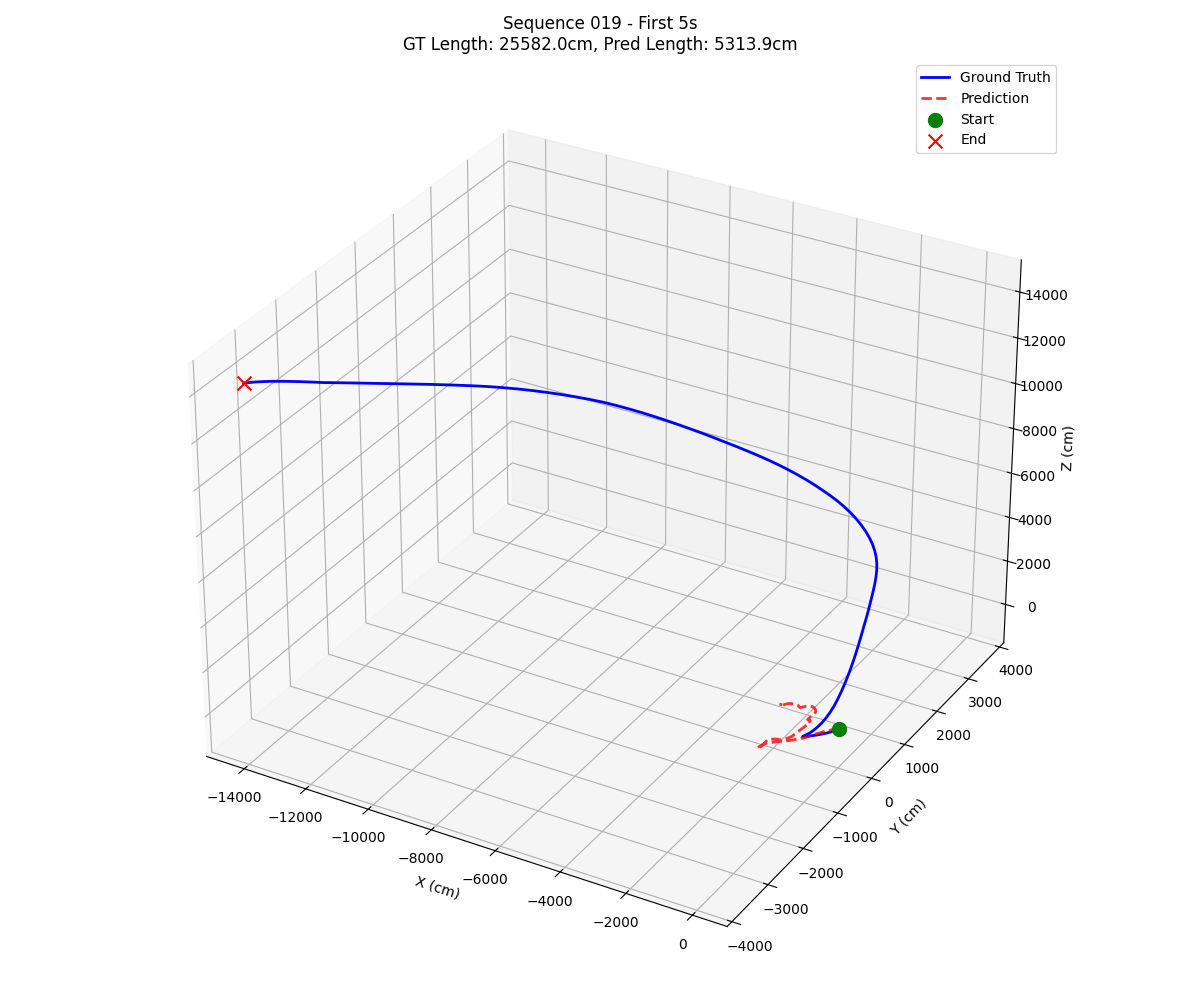 Sequence 019 - First 5s
GT Length: 25582.0cm, Pred Length: 5313.9cm
Ground Truth
Prediction
Start
End
14000
12000
10000
8000
6000
4000
2000
0
Z (cm)
4000
3000
2000
1000
0
−1000
−2000
−3000
−4000
Y (cm)
−14000
−12000
−10000
−8000
−6000
−4000
−2000
0
X (cm)